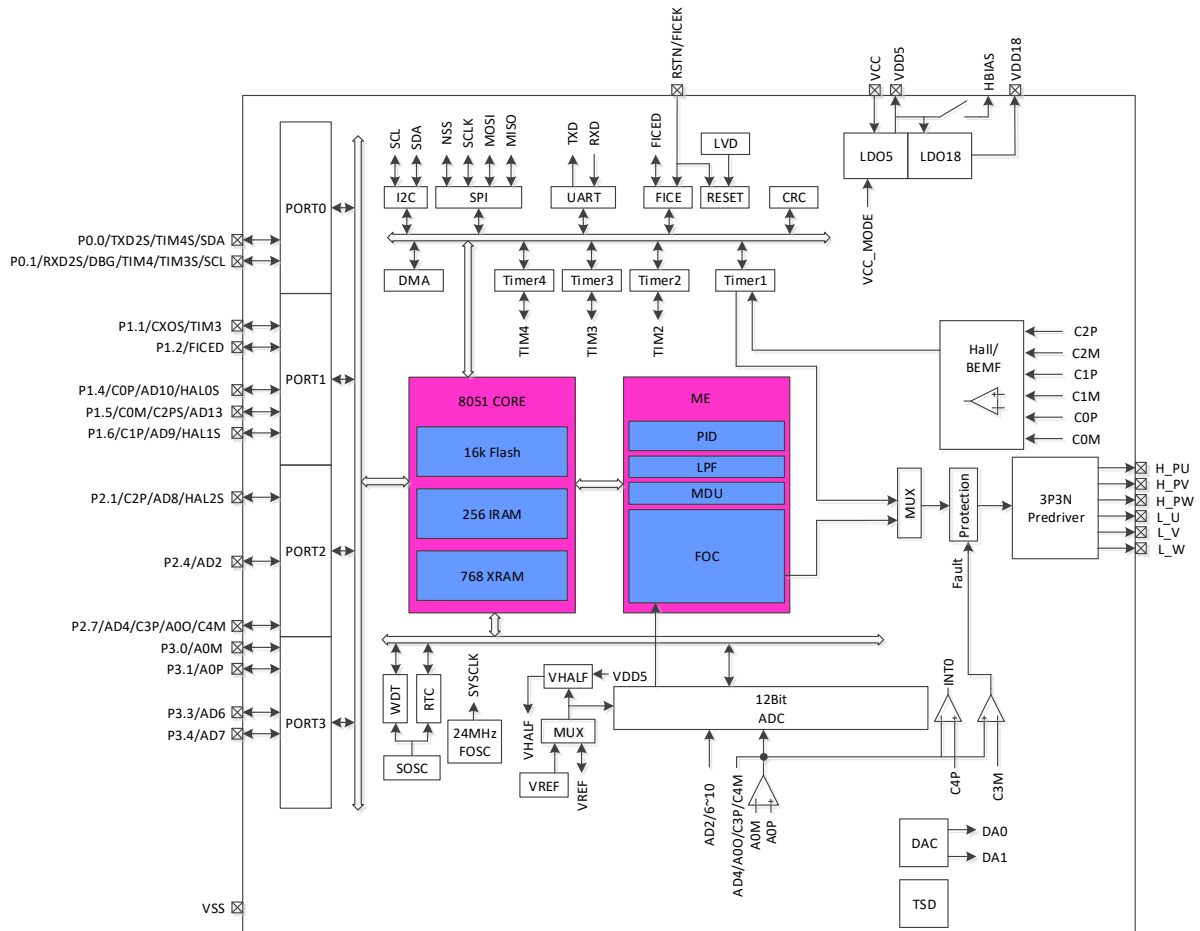 RSTN/FICEK
VCC
VDD5
HBIAS
VDD18
SCL
SDA
NSS
SCLK
MOSI
MISO
TXD
RXD
FICED
LVD
LDO5
LDO18
I2C
SPI
UART
FICE
RESET
CRC
VCC_MODE
PORT0
P0.0/TXD2S/TIM4S/SDA
P0.1/RXD2S/DBG/TIM4/TIM3S/SCL
DMA
Timer4
Timer3
Timer2
Timer1
TIM4
TIM3
TIM2
P1.1/CXOS/TIM3
P1.2/FICED
PORT1
P1.4/C0P/AD10/HAL0S
P1.5/C0M/C2PS/AD13
P1.6/C1P/AD9/HAL1S
Hall/
BEMF
C2P
C2M
C1P
C1M
C0P
C0M
8051 CORE
16k Flash
256 IRAM
768 XRAM
ME
PID
LPF
MDU
FOC
MUX
Protection
Fault
3P3N
Predriver
H_PU
H_PV
H_PW
L_U
L_V
L_W
P2.1/C2P/AD8/HAL2S
PORT2
P2.4/AD2
P2.7/AD4/C3P/A0O/C4M
P3.0/A0M
P3.1/A0P
P3.3/AD6
PORT3
P3.4/AD7
WDT
RTC
SYSCLK
24MHz
FOSC
SOSC
VHALF
VDD5
VHALF
MUX
VREF
VREF
12Bit
ADC
INT0
AD2/6~10
AD4/A0O/C3P/C4M
A0M
A0P
C4P
C3M
DAC
DA0
DA1
TSD
VSS